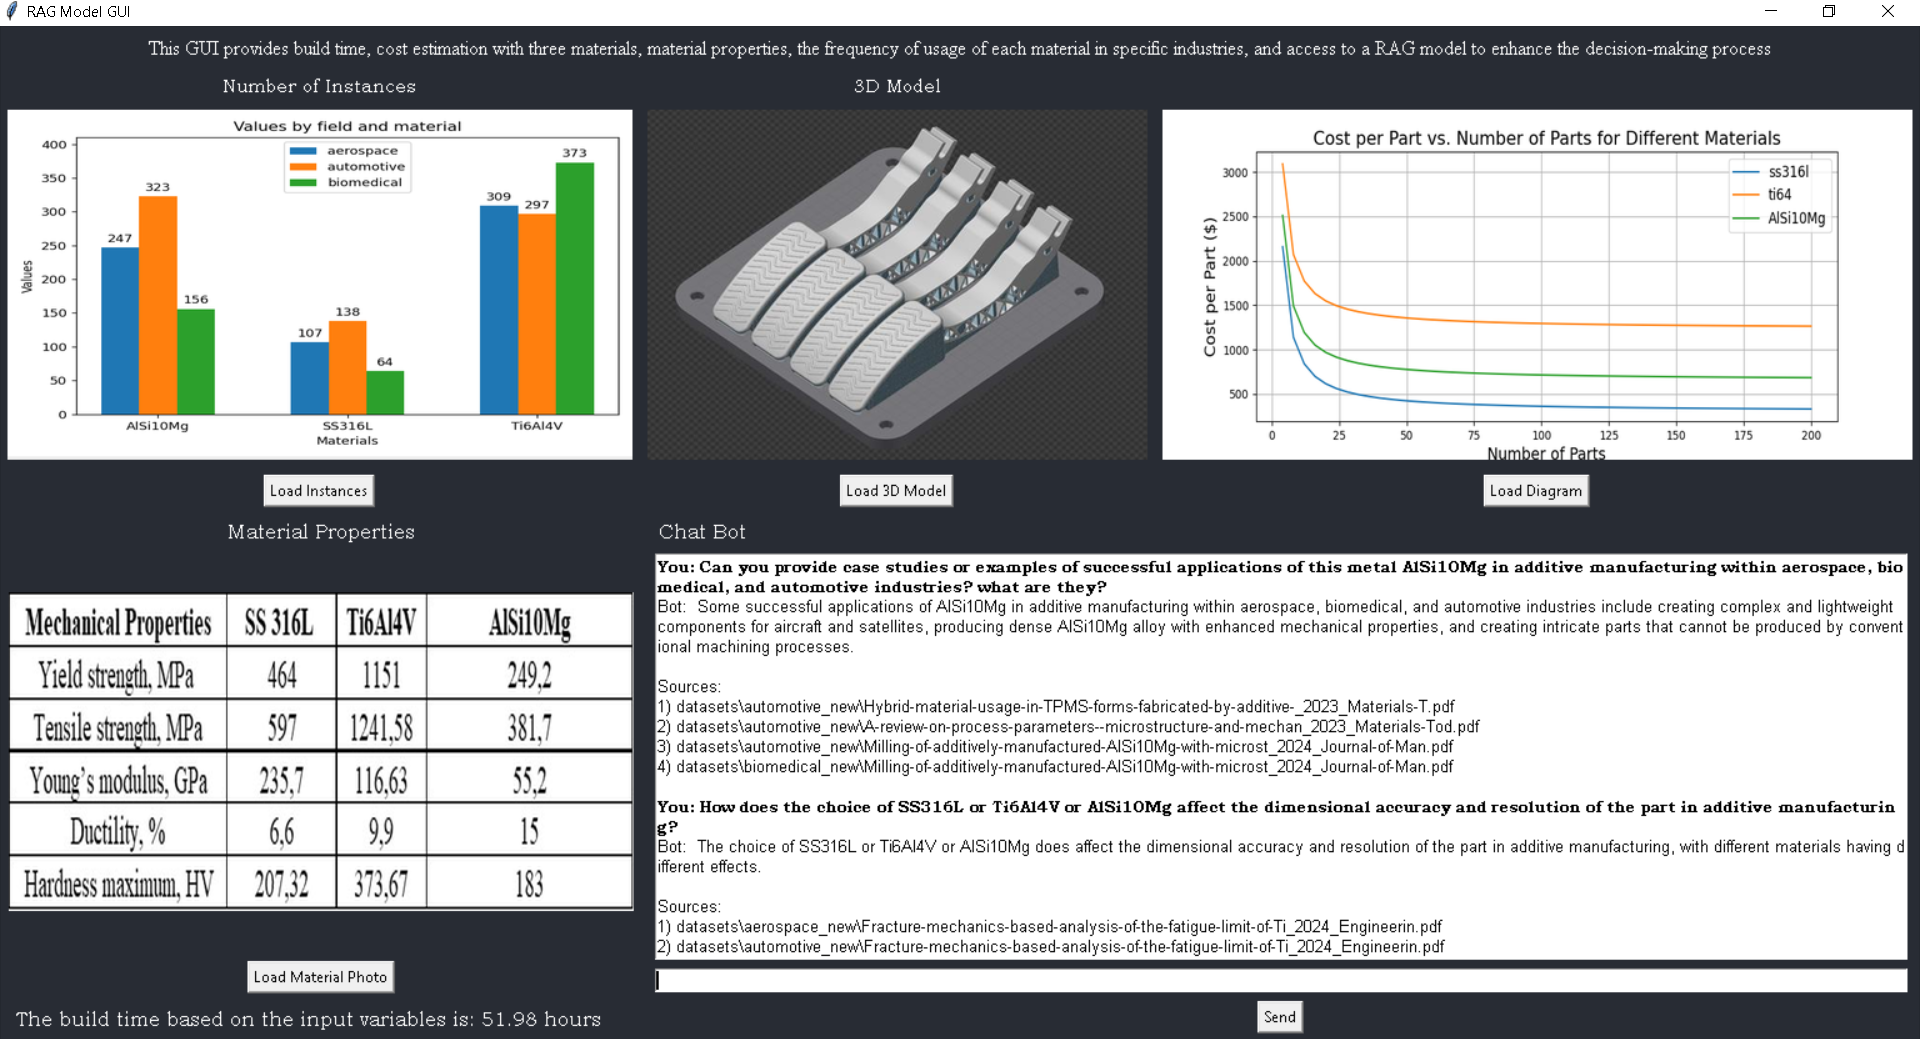 RAG Model GUI
This GUI provides build time, cost estimation with three materials, material properties, the frequency of usage of each material in specific industries, and access to a RAG model to enhance the decision-making process
Number of Instances
Values by field and material
400
350
300
250
200
150
100
50
0
Values
aerospace
automotive
biomedical
247
323
156
107
138
64
309
297
373
AlSi10Mg
SS316L
Ti6Al4V
Materials
Load Instances
3D Model
Load 3D Model
Cost per Part vs. Number of Parts for Different Materials
3000
2500
2000
1500
1000
500
Cost per Part ($)
ss316l
ti64
AlSi10Mg
0 25 50 75 100 125 150 175 200
Number of Parts
Load Diagram
Material Properties
Mechanical Properties SS 316L Ti6Al4V AlSi10Mg
Yield strength, MPa 464 1151 249,2
Tensile strength, MPa 597 1241,58 381,7
Young's modulus, GPa 235,7 116,63 55,2
Ductility, % 6,6 9,9 15
Hardness maximum, HV 207,32 373,67 183
Load Material Photo
The build time based on the input variables is: 51.98 hours
Chat Bot
You: Can you provide case studies or examples of successful applications of this metal AlSi10Mg in additive manufacturing within aerospace, bio
medical, and automotive industries? what are they?
Bot: Some successful applications of AlSi10Mg in additive manufacturing within aerospace, biomedical, and automotive industries include creating complex and lightweight
components for aircraft and satellites, producing dense AlSi10Mg alloy with enhanced mechanical properties, and creating intricate parts that cannot be produced by convent
ional machining processes.
Sources:
1) datasets\automotive_new\Hybrid-material-usage-in-TPMS-forms-fabricated-by-additive-_2023_Materials-T.pdf
2) datasets\automotive_new\A-review-on-process-parameters--microstructure-and-mechan_2023_Materials-Tod.pdf
3) datasets\automotive_new\Milling-of-additively-manufactured-AlSi10Mg-with-microst_2024_Journal-of-Man.pdf
4) datasets\biomedical_new\Milling-of-additively-manufactured-AlSi10Mg-with-microst_2024_Journal-of-Man.pdf
You: How does the choice of SS316L or Ti6Al4V or AlSi10Mg affect the dimensional accuracy and resolution of the part in additive manufacturin
g?
Bot: The choice of SS316L or Ti6Al4V or AlSi10Mg does affect the dimensional accuracy and resolution of the part in additive manufacturing, with different materials having d
ifferent effects.
Sources:
1) datasets\aerospace_new\Fracture-mechanics-based-analysis-of-the-fatigue-limit-of-Ti_2024_Engineerin.pdf
2) datasets\automotive_new\Fracture-mechanics-based-analysis-of-the-fatigue-limit-of-Ti_2024_Engineerin.pdf
Send